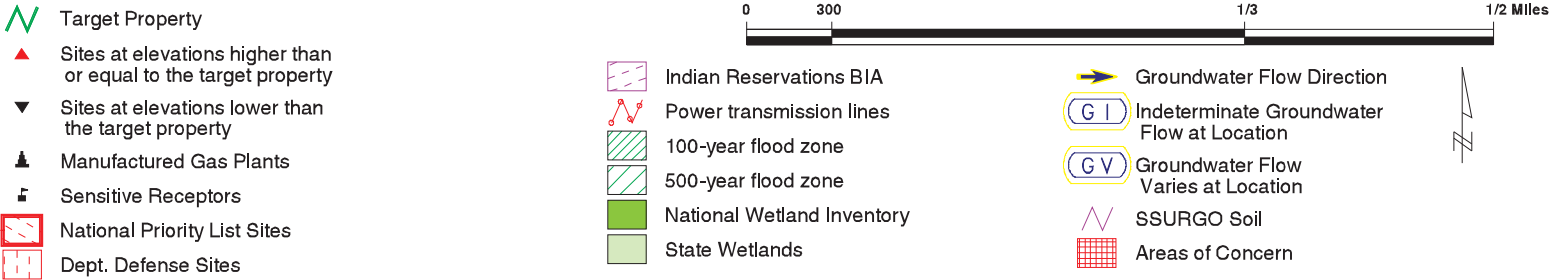 Target Property
Sites at elevations higher than
or equal to the target property
Sites at elevations lower than
the target property
Manufactured Gas Plants
Sensitive Receptors
National Priority List Sites
Dept. Defense Sites
0 300 1/3 1/2 Miles
Indian Reservations BIA
Power transmission lines
100-year flood zone
500-year flood zone
National Wetland Inventory
State Wetlands
Groundwater Flow Direction
G I Indeterminate Groundwater
Flow at Location
G V Groundwater Flow
Varies at Location
SSURGO Soil
Areas of Concern
N